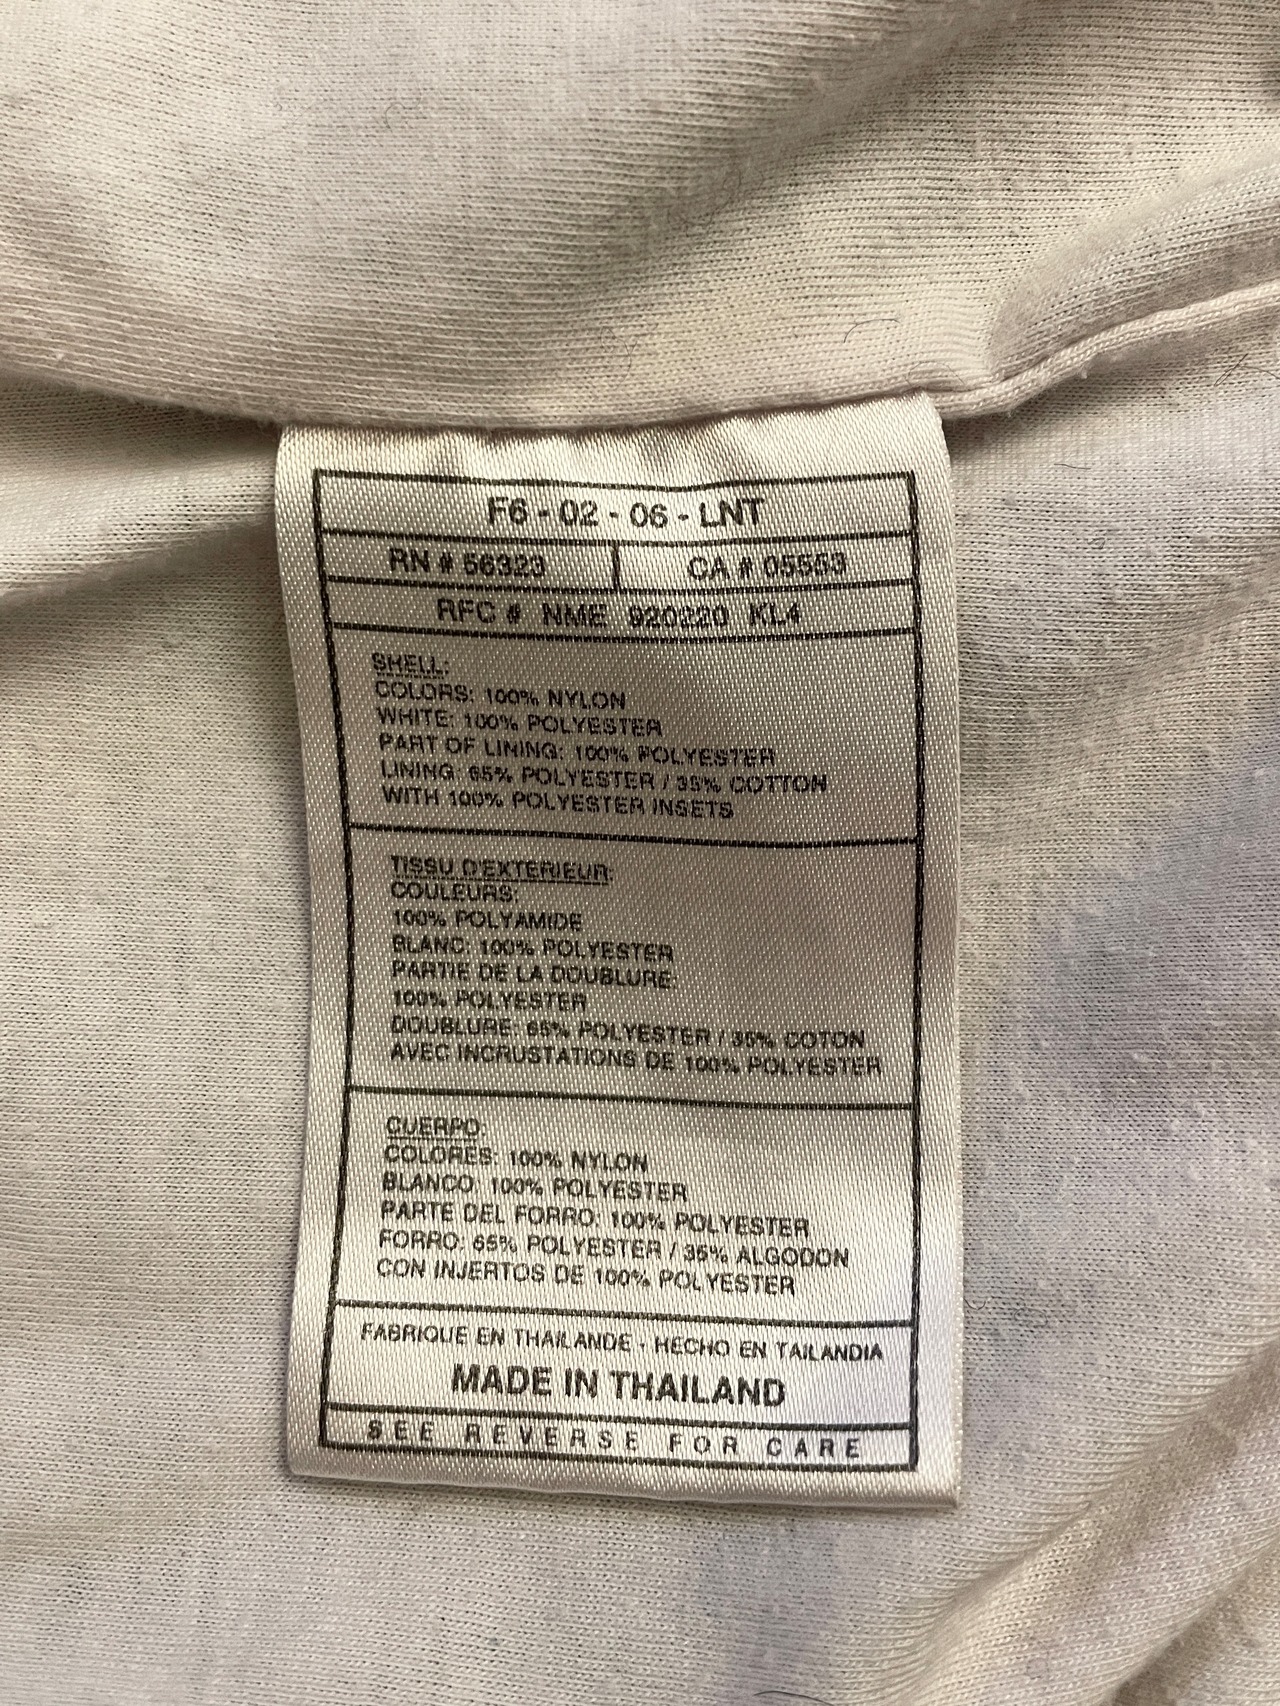 F6 - 02 - 06 - LNT
RN # 56323 CA # 05553
RFC # NME 920220 KL4
SHELL:
COLORS: 100% NYLON
WHITE: 100% POLYESTER
PART OF LINING: 100% POLYESTER
LINING: 65% POLYESTER / 35% COTTON
WITH 100% POLYESTER INSETS
TISSU D'EXTERIEUR:
COULEURS:
100% POLYAMIDE
BLANC: 100% POLYESTER
PARTIE DE LA DOUBLURE:
100% POLYESTER
DOUBLURE: 65% POLYESTER / 35% COTON
AVEC INCRUSTATIONS DE 100% POLYESTER
CUERPO:
COLORES: 100% NYLON
BLANCO: 100% POLYESTER
PARTE DEL FORRO: 100% POLYESTER
FORRO: 65% POLYESTER / 35% ALGODON
CON INJERTOS DE 100% POLYESTER
FABRIQUE EN THAILANDE - HECHO EN TAILANDIA
MADE IN THAILAND
SEE REVERSE FOR CARE